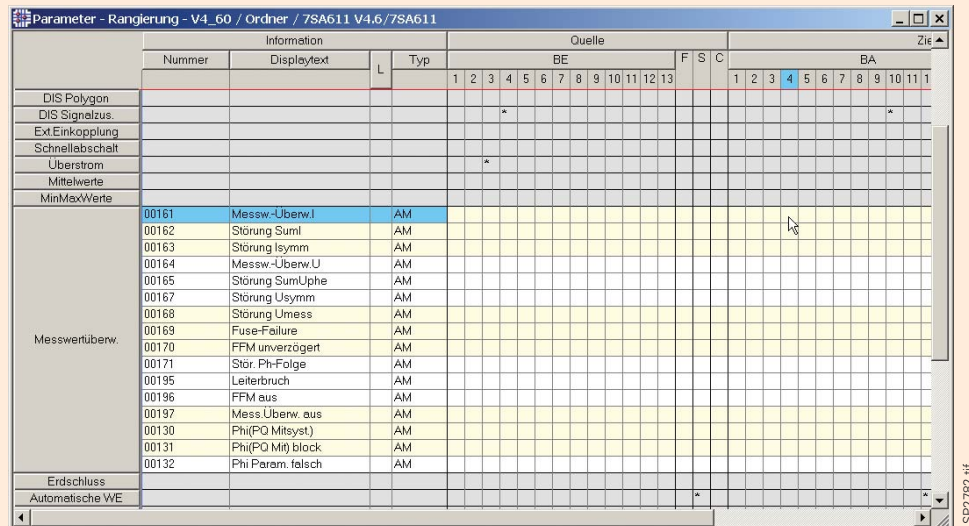 Parameter - Rangierung - V4_60 / Ordner / 7SA611 V4.6/7SA611
Information Quelle Zie
Nummer Displaytext L Typ BE F S C BA
1 2 3 4 5 6 7 8 9 10 11 12 13 1 2 3 4 5 6 7 8 9 10 11 1
DIS Polygon
DIS Signalzus. * *
Ext.Einkopplung
Schnellabschalt
Überstrom *
Mittelwerte
MinMaxWerte
Messwertüberw.
00161 Messw.-Überw.I AM
00162 Störung SumI AM
00163 Störung Isymm AM
00164 Messw.-Überw.U AM
00165 Störung SumUphe AM
00167 Störung Usymm AM
00168 Störung Umess AM
00169 Fuse-Failure AM
00170 FFM unverzögert AM
00171 Stör. Ph-Folge AM
00195 Leiterbruch AM
00196 FFM aus AM
00197 Mess.Überw. aus AM
00130 Phi(PQ Mitsyst.) AM
00131 Phi(PQ Mit) block AM
00132 Phi Param. falsch AM
Erdschluss
Automatische WE * *
LSP2782.tif